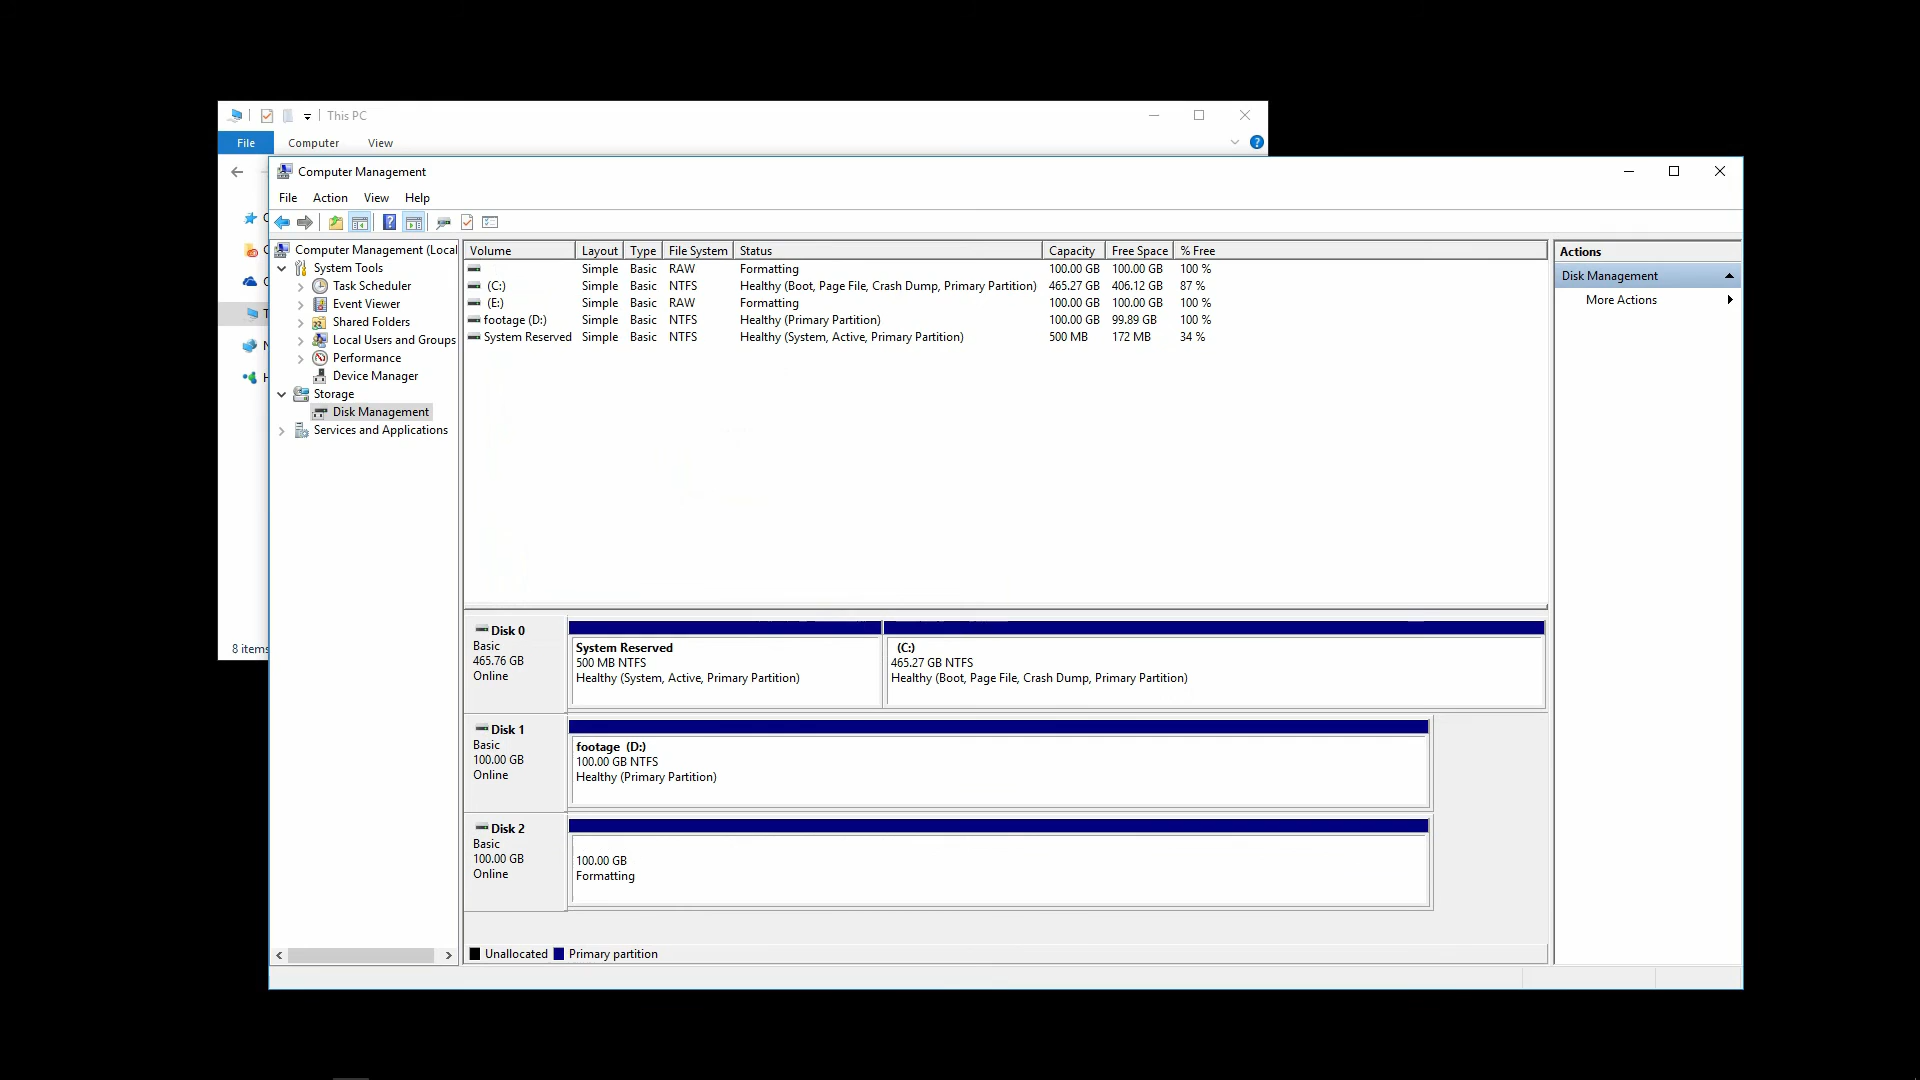 This PC
File Computer View
Computer Management
File Action View Help
Computer Management (Local
System Tools
Task Scheduler
Event Viewer
Shared Folders
Local Users and Groups
Performance
Device Manager
Storage
Disk Management
Services and Applications
8 items
Volume Layout Type File System Status Capacity Free Space % Free
Simple Basic RAW Formatting 100.00 GB 100.00 GB 100 %
(C:) Simple Basic NTFS Healthy (Boot, Page File, Crash Dump, Primary Partition) 465.27 GB 406.12 GB 87 %
(E:) Simple Basic RAW Formatting 100.00 GB 100.00 GB 100 %
footage (D:) Simple Basic NTFS Healthy (Primary Partition) 100.00 GB 99.89 GB 100 %
System Reserved Simple Basic NTFS Healthy (System, Active, Primary Partition) 500 MB 172 MB 34 %
Disk 0
Basic
465.76 GB
Online
System Reserved
500 MB NTFS
Healthy (System, Active, Primary Partition)
(C:)
465.27 GB NTFS
Healthy (Boot, Page File, Crash Dump, Primary Partition)
Disk 1
Basic
100.00 GB
Online
footage (D:)
100.00 GB NTFS
Healthy (Primary Partition)
Disk 2
Basic
100.00 GB
Online
100.00 GB
Formatting
Unallocated Primary partition
Actions
Disk Management
More Actions